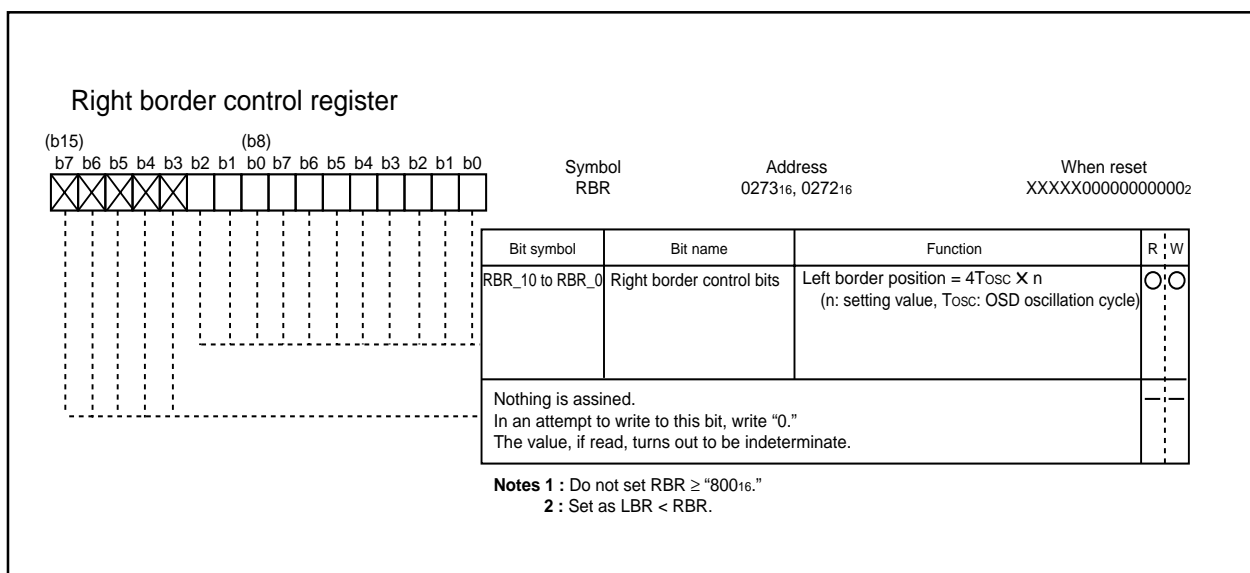 Right border control register
(b15) (b8)
b7 b6 b5 b4 b3 b2 b1 b0 b7 b6 b5 b4 b3 b2 b1 b0
Symbol Address When reset
RBR 027316, 027216 XXXXX000000000002
Bit symbol Bit name Function R W
RBR_10 to RBR_0 Right border control bits Left border position = 4TOSC X n
(n: setting value, TOSC: OSD oscillation cycle)
Nothing is assined.
In an attempt to write to this bit, write “0.”
The value, if read, turns out to be indeterminate.
Notes 1 : Do not set RBR ≥ “80016.”
2 : Set as LBR < RBR.